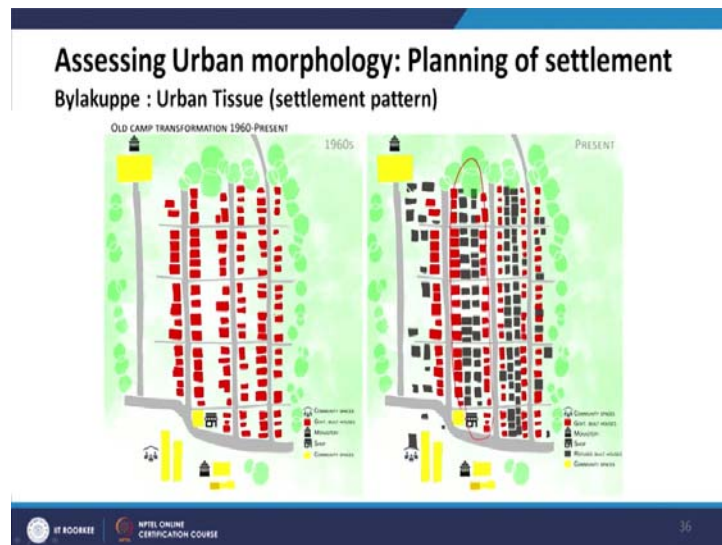 Assessing Urban morphology: Planning of settlement
Bylakuppe : Urban Tissue (settlement pattern)
OLD CAMP TRANSFORMATION 1960-PRESENT
1960S
PRESENT
COMMUNITY SPACES
GOVT. BUILT HOUSES
MONASTERY
SHOP
COMMUNITY SPACES
COMMUNITY SPACES
GOVT. BUILT HOUSES
MONASTERY
SHOP
REFUGEE BUILT HOUSES
COMMUNITY SPACES
IIT ROORKEE
NPTEL ONLINE
CERTIFICATION COURSE
36